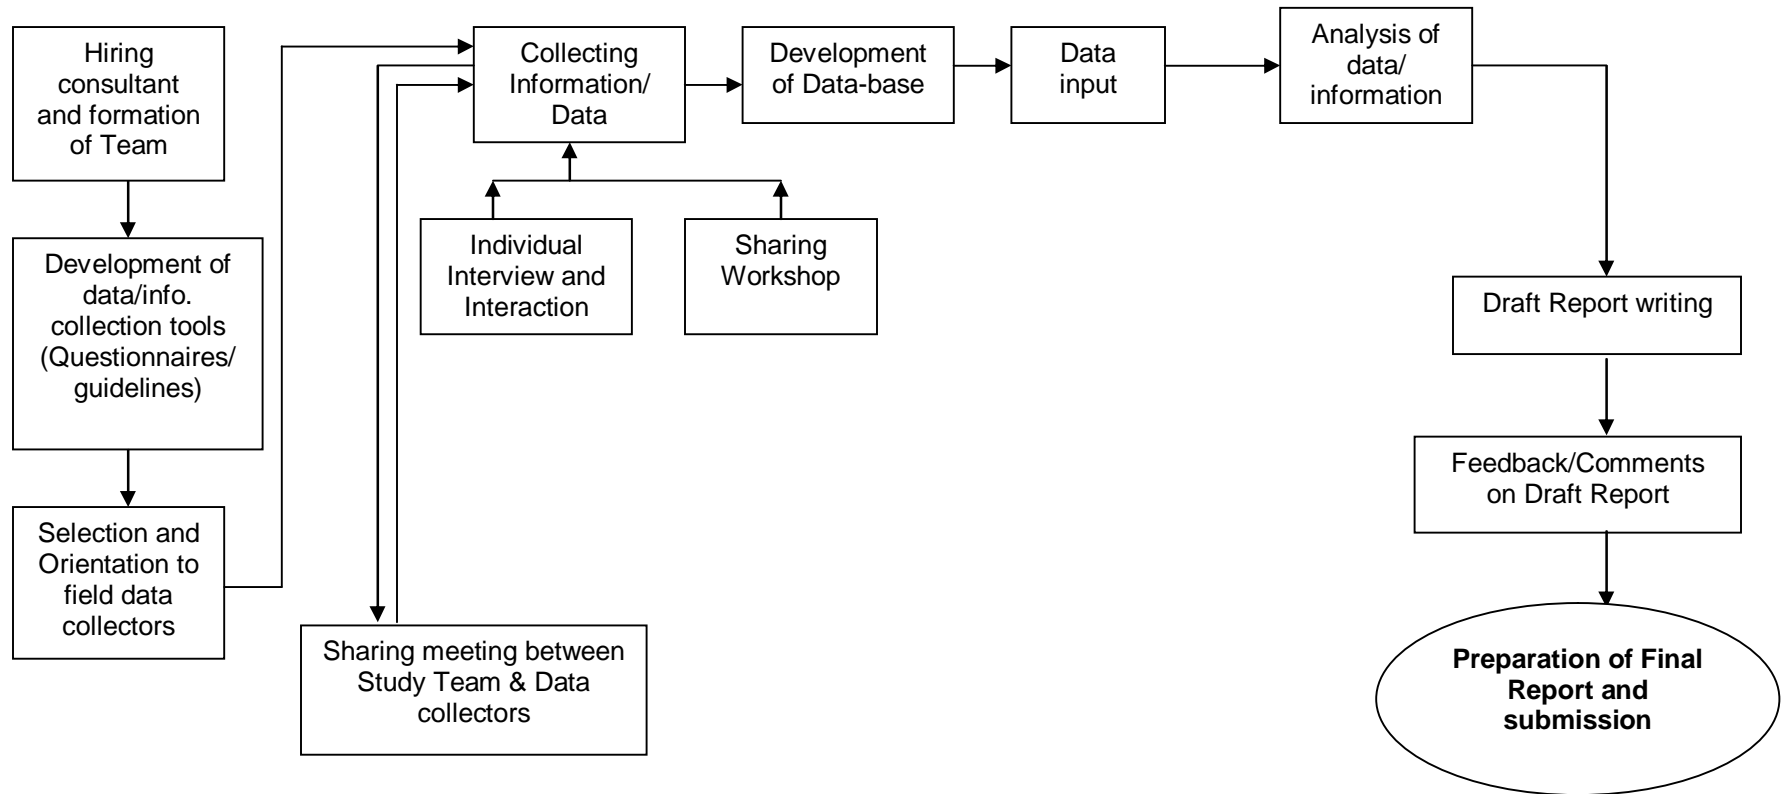 Hiring
consultant
and formation
of Team
Development of
data/info.
collection tools
(Questionnaires/
guidelines)
Selection and
Orientation to
field data
collectors
Collecting
Information/
Data
Individual
Interview and
Interaction
Sharing
Workshop
Sharing meeting between
Study Team & Data
collectors
Development
of Data-base
Data
input
Analysis of
data/
information
Draft Report writing
Feedback/Comments
on Draft Report
Preparation of Final
Report and
submission